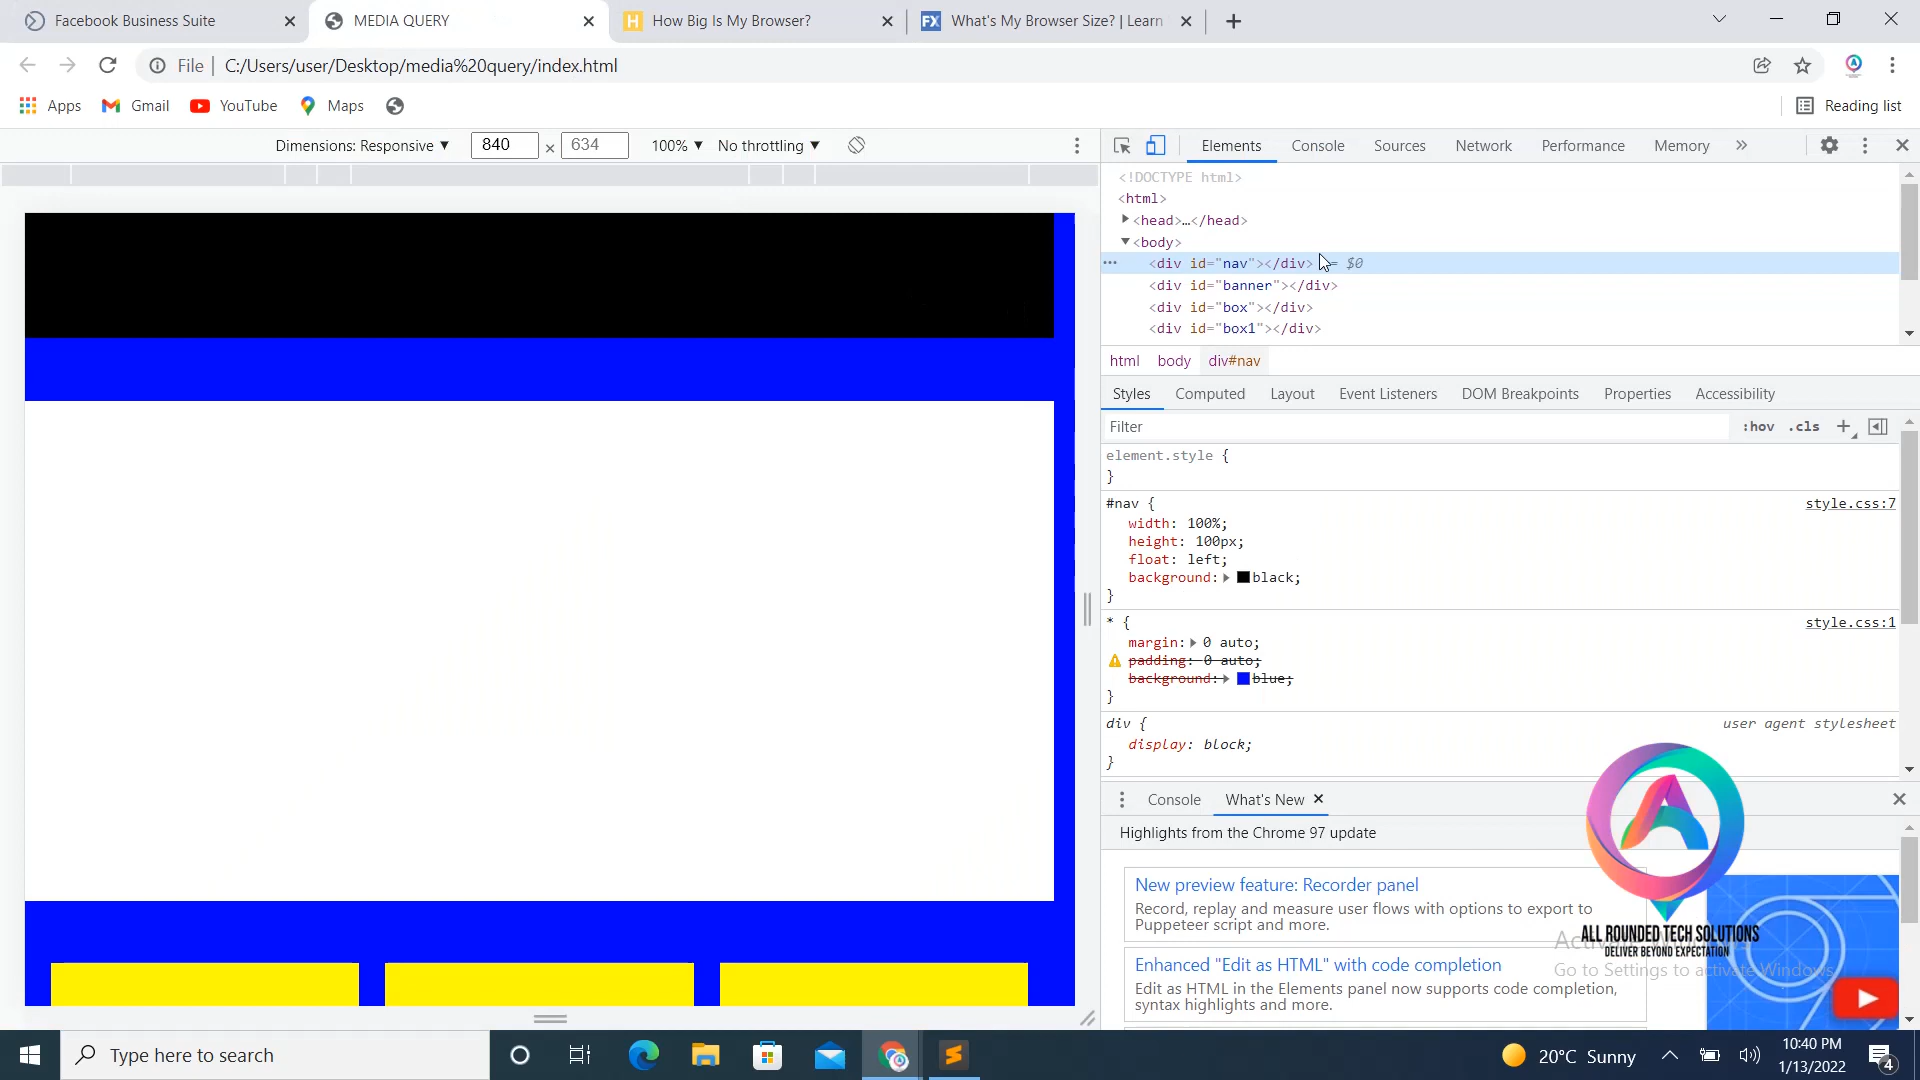 Facebook Business Suite
MEDIA QUERY
How Big Is My Browser?
What's My Browser Size? | Learn
File | C:/Users/user/Desktop/media%20query/index.html
Apps
Gmail
YouTube
Maps
Reading list
Dimensions: Responsive ▼ 840 × 634 100% ▼ No throttling ▼
Elements Console Sources Network Performance Memory »
<!DOCTYPE html>
<html>
▶<head>…</head>
▼<body>
<div id="nav"></div> == $0
<div id="banner"></div>
<div id="box"></div>
<div id="box1"></div>
html body div#nav
Styles Computed Layout Event Listeners DOM Breakpoints Properties Accessibility
Filter :hov .cls +
element.style {
}
#nav { style.css:7
width: 100%;
height: 100px;
float: left;
background:▶ black;
}
* { style.css:1
margin:▶ 0 auto;
padding: 0 auto;
background:▶ blue;
}
div { user agent stylesheet
display: block;
}
Console What's New
Highlights from the Chrome 97 update
New preview feature: Recorder panel
Record, replay and measure user flows with options to export to
Puppeteer script and more.
Enhanced "Edit as HTML" with code completion
Edit as HTML in the Elements panel now supports code completion,
syntax highlights and more.
ALL ROUNDED TECH SOLUTIONS
DELIVER BEYOND EXPECTATION
Go to Settings to activate Windows.
Type here to search
20°C Sunny
10:40 PM
1/13/2022
4